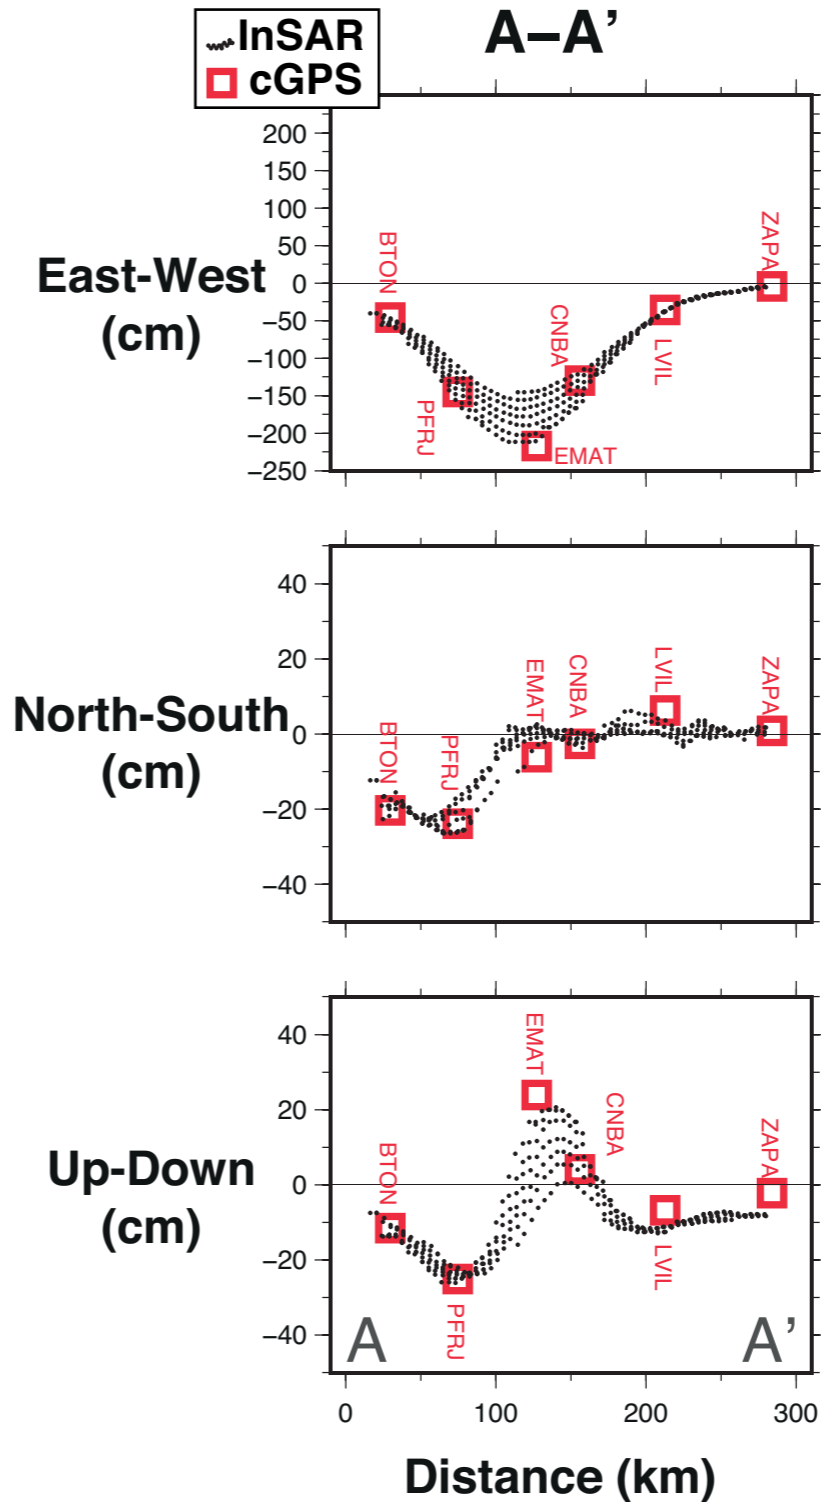 InSAR
cGPS
A–A’
200
150
100
50
0
−50
−100
−150
−200
−250
East-West
(cm)
BTON
PFRJ
EMAT
CNBA
LVIL
ZAPA
40
20
0
−20
−40
North-South
(cm)
BTON
PFRJ
EMAT
CNBA
LVIL
ZAPA
40
20
0
−20
−40
Up-Down
(cm)
BTON
PFRJ
EMAT
CNBA
LVIL
ZAPA
A
A’
0
100
200
300
Distance (km)